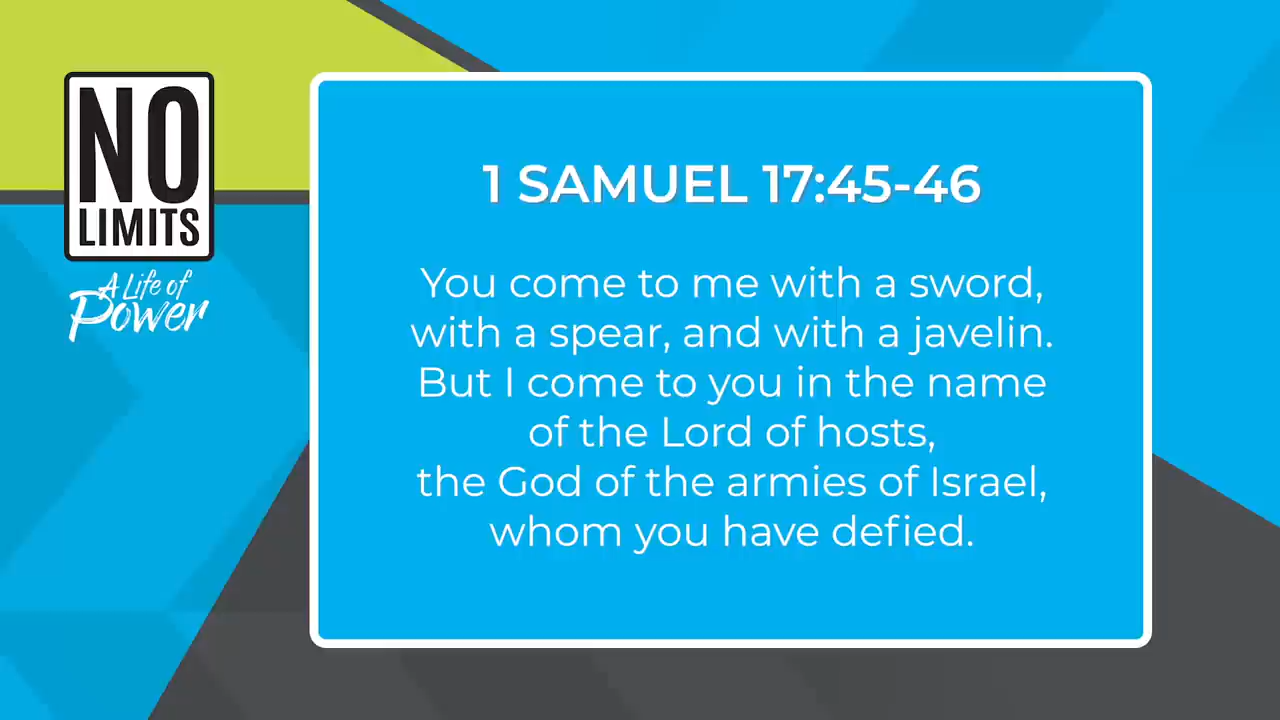 NO
LIMITS
A Life of
Power
1 SAMUEL 17:45-46
You come to me with a sword,
with a spear, and with a javelin.
But I come to you in the name
of the Lord of hosts,
the God of the armies of Israel,
whom you have defied.